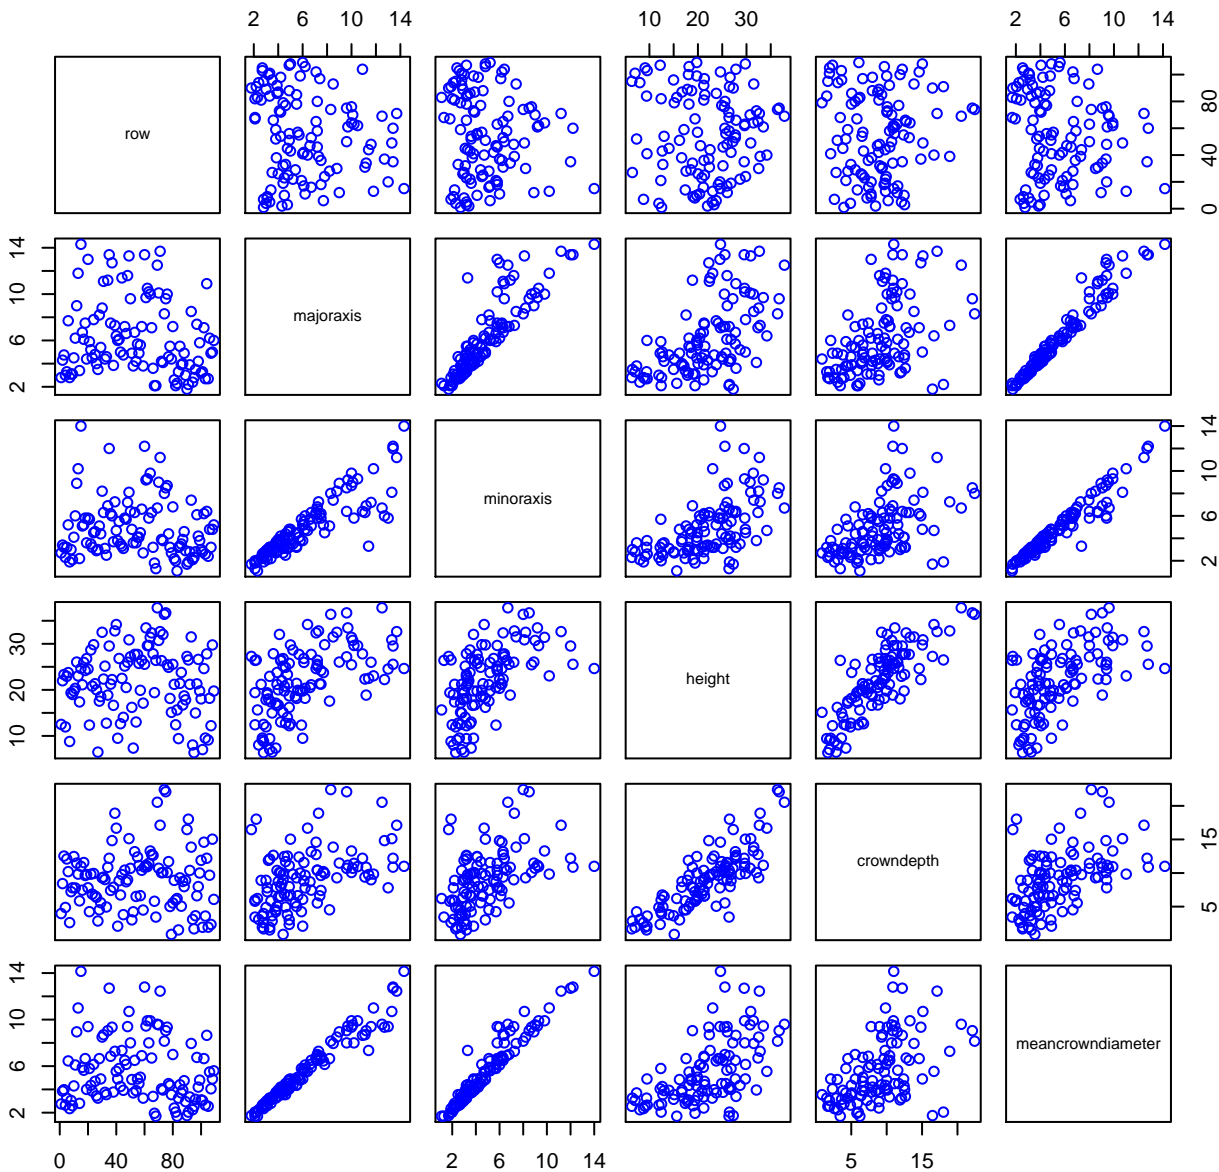 2 6 10 14 10 20 30 2 6 10 14
row 0 40 80
2 6 10 14 majoraxis
minoraxis 2 6 10 14
10 20 30 height
crowndepth 5 15
2 6 10 14 meancrowndiameter
0 40 80 2 6 10 14 5 15